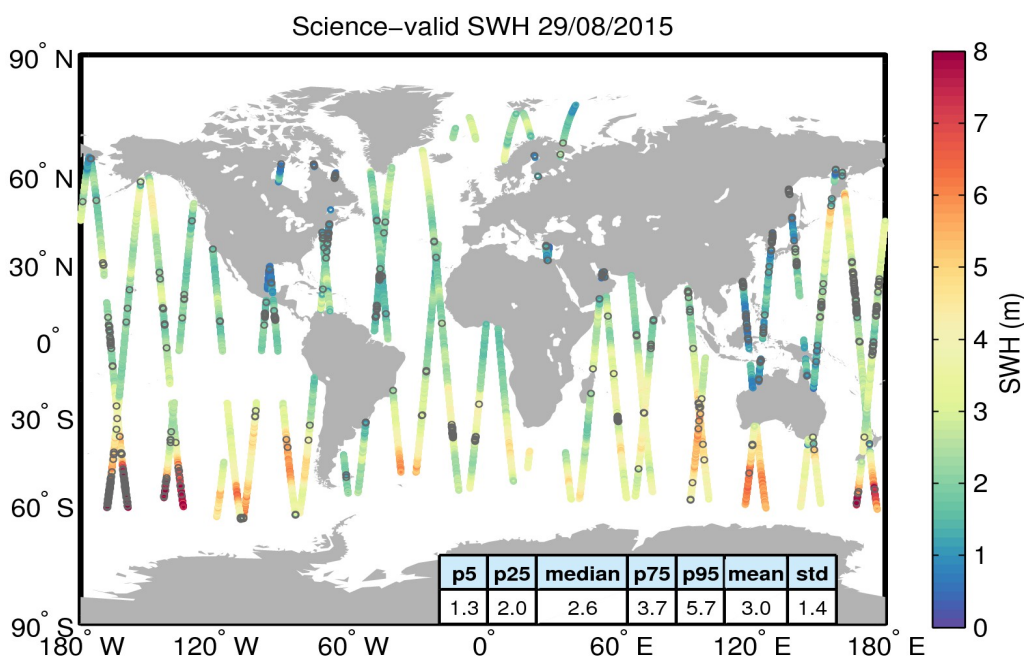 Science−valid SWH 29/08/2015
90° N
60° N
30° N
0°
30° S
60° S
90° S
180° W
120° W
60° W
0°
60° E
120° E
180° E
p5 p25 median p75 p95 mean std
1.3 2.0 2.6 3.7 5.7 3.0 1.4
8
7
6
5
4
3
2
1
0
SWH (m)